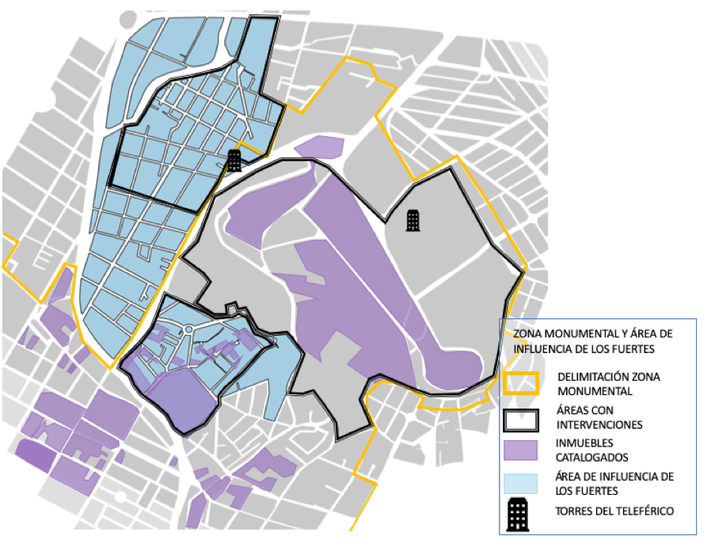 ZONA MONUMENTAL Y ÁREA DE
INFLUENCIA DE LOS FUERTES
DELIMITACIÓN ZONA
MONUMENTAL
ÁREAS CON
INTERVENCIONES
INMUEBLES
CATALOGADOS
ÁREA DE INFLUENCIA DE
LOS FUERTES
TORRES DEL TELEFÉRICO